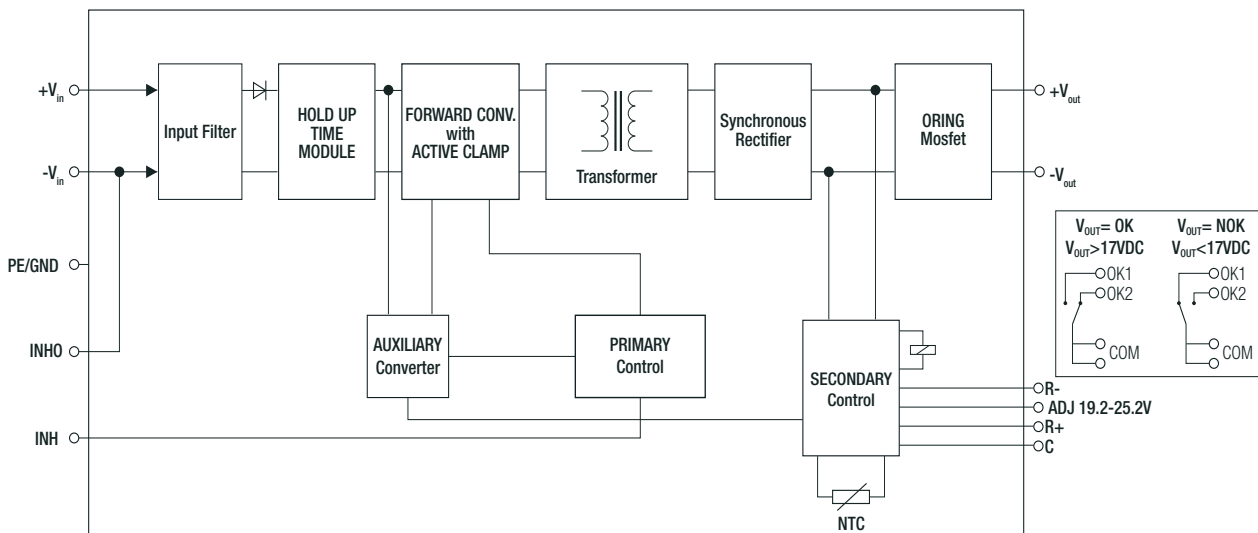 +Vin
-Vin
PE/GND
INHO
INH
Input Filter
HOLD UP
TIME
MODULE
FORWARD CONV.
with
ACTIVE CLAMP
Transformer
Synchronous
Rectifier
ORING
Mosfet
+Vout
-Vout
AUXILIARY
Converter
PRIMARY
Control
SECONDARY
Control
NTC
R-
ADJ 19.2-25.2V
R+
C
VOUT= OK
VOUT>17VDC
OK1
OK2
COM
VOUT= NOK
VOUT<17VDC
OK1
OK2
COM